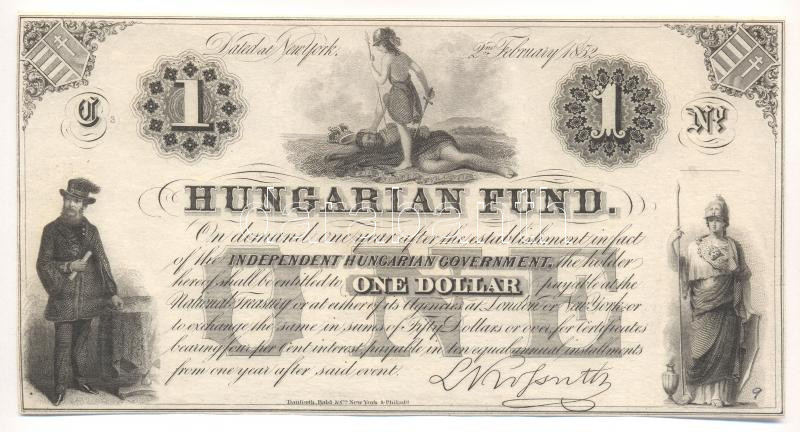 Dated at New York, 2nd February 1852
1 1
C NY
HUNGARIAN FUND.
ONE
On demand, one year after the establishment, in fact
of the INDEPENDENT HUNGARIAN GOVERNMENT, the holder
hereof shall be entitled to ONE DOLLAR payable at the
National Treasury or at either of its Agencies at London or New York, or
to exchange the same in sums of Fifty Dollars or over, for Certificates
bearing four per Cent interest, payable in ten equal annual installments
from one year after said event.
L Kossuth
Danforth, Bald & Co. New York & Philada.
9